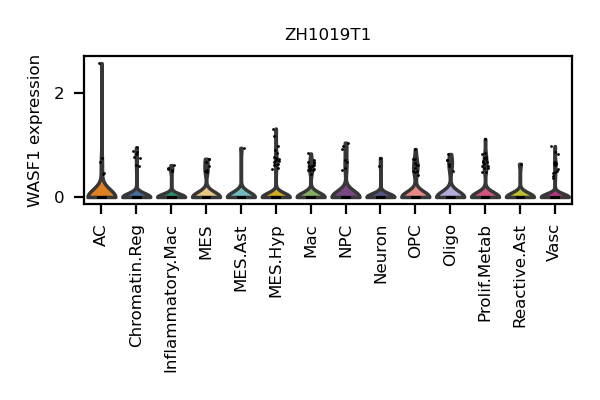 ZH1019T1
WASF1 expression
2
0
AC
Chromatin.Reg
Inflammatory.Mac
MES
MES.Ast
MES.Hyp
Mac
NPC
Neuron
OPC
Oligo
Prolif.Metab
Reactive.Ast
Vasc